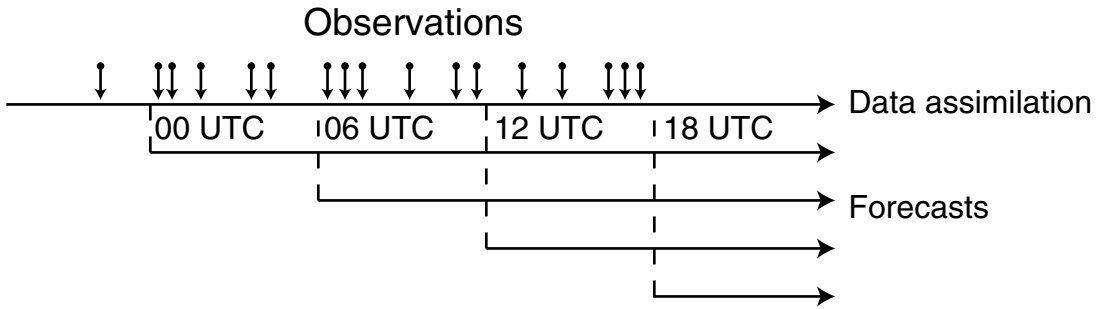 Observations
Data assimilation
00 UTC 06 UTC 12 UTC 18 UTC
Forecasts